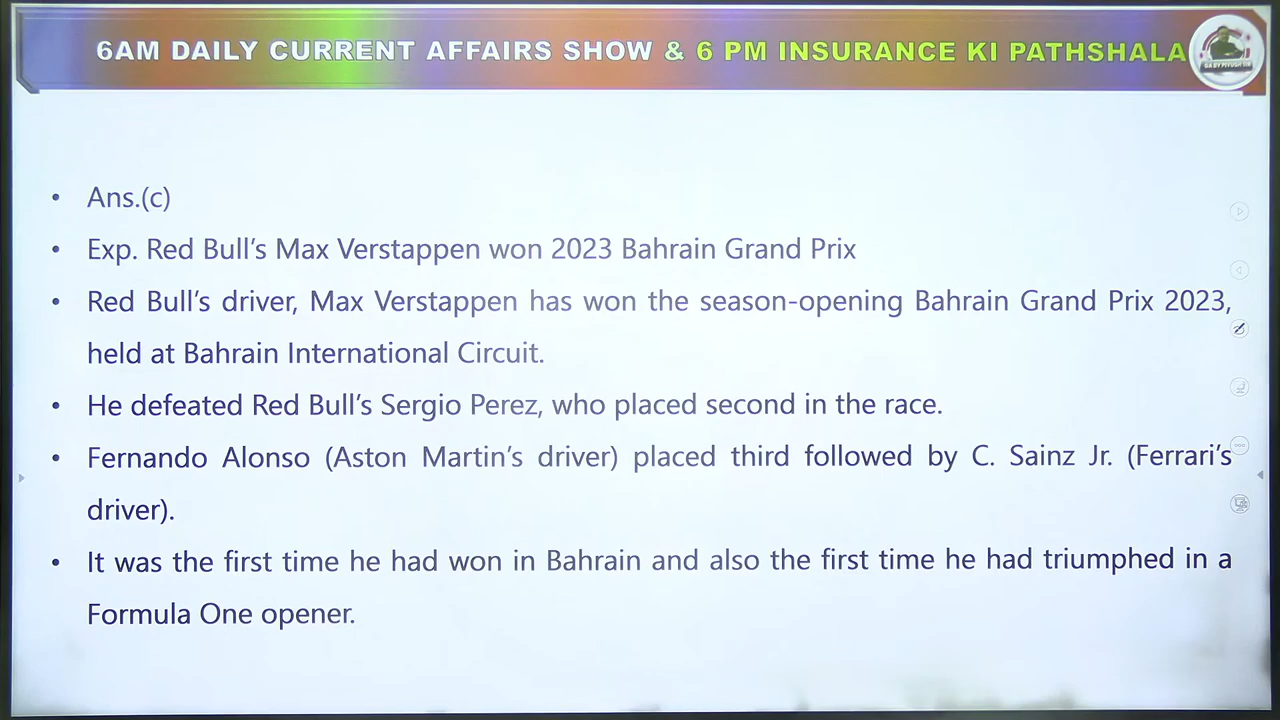 6AM DAILY CURRENT AFFAIRS SHOW & 6 PM INSURANCE KI PATHSHALA
• Ans.(c)
• Exp. Red Bull's Max Verstappen won 2023 Bahrain Grand Prix
• Red Bull's driver, Max Verstappen has won the season-opening Bahrain Grand Prix 2023,
held at Bahrain International Circuit.
• He defeated Red Bull's Sergio Perez, who placed second in the race.
• Fernando Alonso (Aston Martin's driver) placed third followed by C. Sainz Jr. (Ferrari's
driver).
• It was the first time he had won in Bahrain and also the first time he had triumphed in a
Formula One opener.